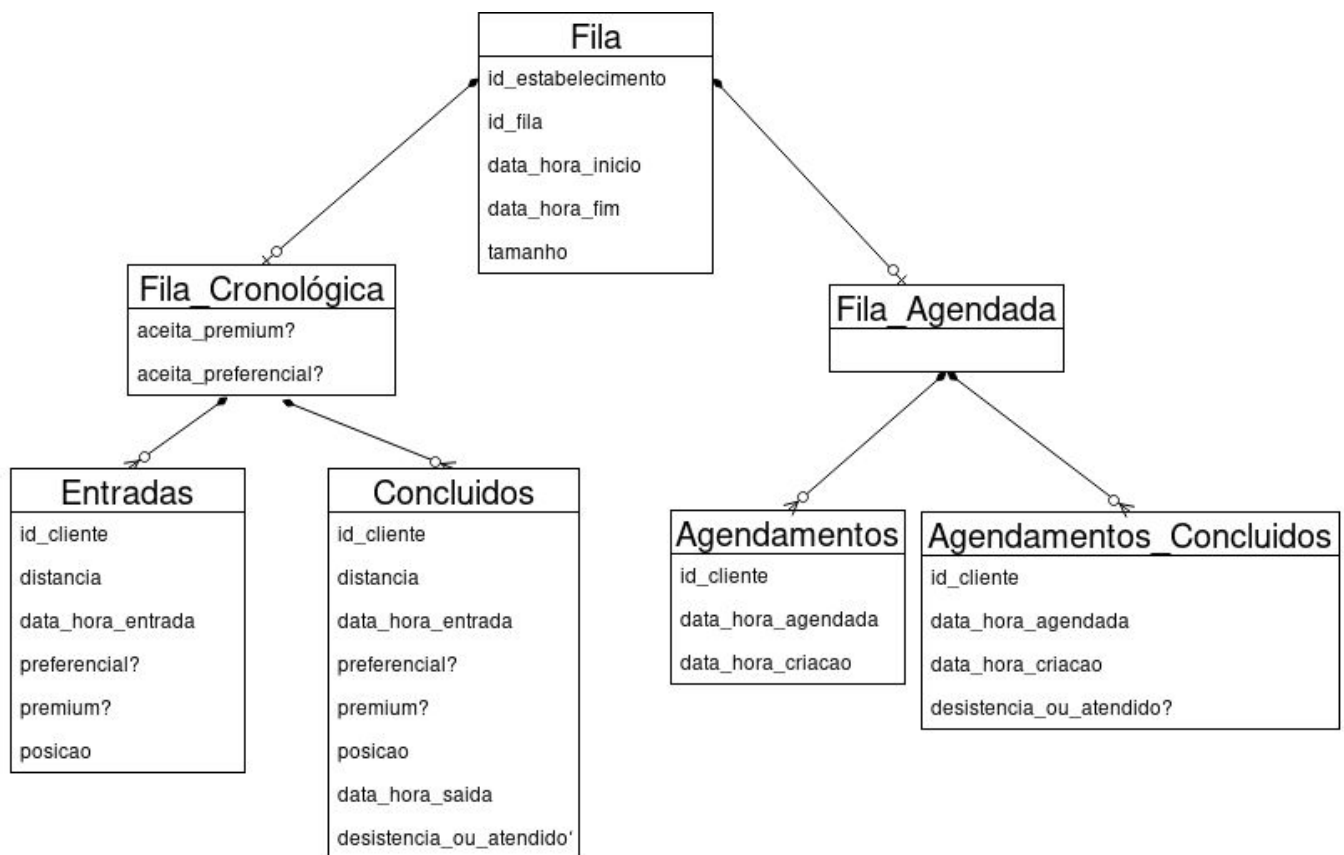 Fila
id_estabelecimento
id_fila
data_hora_inicio
data_hora_fim
tamanho
Fila_Cronológica
aceita_premium?
aceita_preferencial?
Fila_Agendada
Entradas
id_cliente
distancia
data_hora_entrada
preferencial?
premium?
posicao
Concluidos
id_cliente
distancia
data_hora_entrada
preferencial?
premium?
posicao
data_hora_saida
desistencia_ou_atendido'
Agendamentos
id_cliente
data_hora_agendada
data_hora_criacao
Agendamentos_Concluidos
id_cliente
data_hora_agendada
data_hora_criacao
desistencia_ou_atendido?